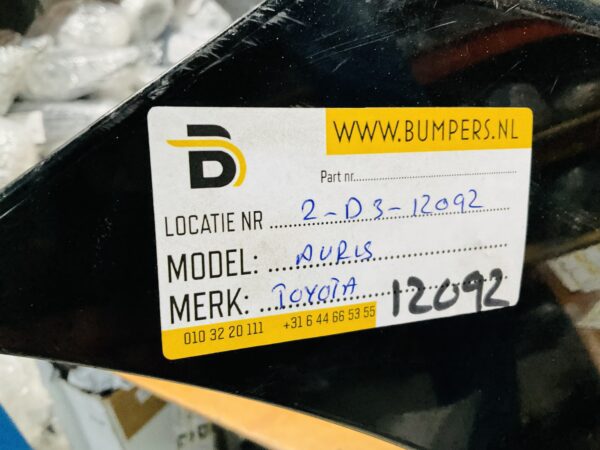 WWW.BUMPERS.NL
B
Part nr.
LOCATIE NR 2-D3-12092
MODEL: AURIS
MERK: TOYOTA 12092
010 32 20 111 +31 6 44 66 53 55